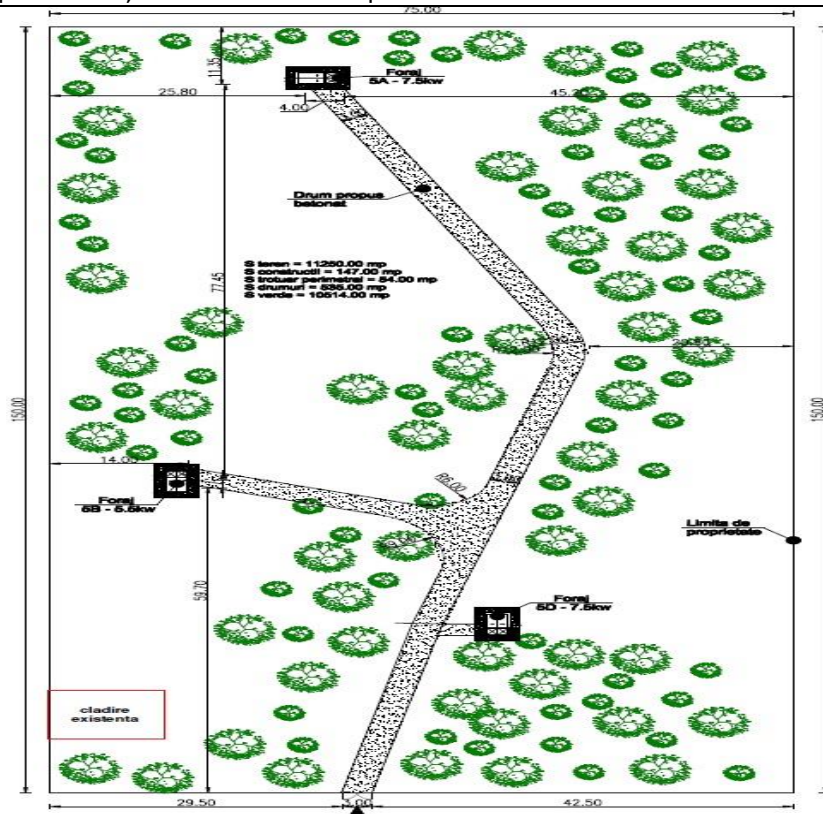 75.00
11.35
Foraj
5A - 7.5kw
25.80
45.20
4.00
Drum propus
betonat
S teren = 11250.00 mp
S constructii = 147.00 mp
S trotuar perimetral = 54.00 mp
S drumuri = 535.00 mp
S verde = 10514.00 mp
77.45
150.00
150.00
14.00
R6.00
Foraj
5B - 5.5kw
Limita de
proprietate
59.70
Foraj
5D - 7.5kw
cladire
existenta
29.50
3.00
42.50